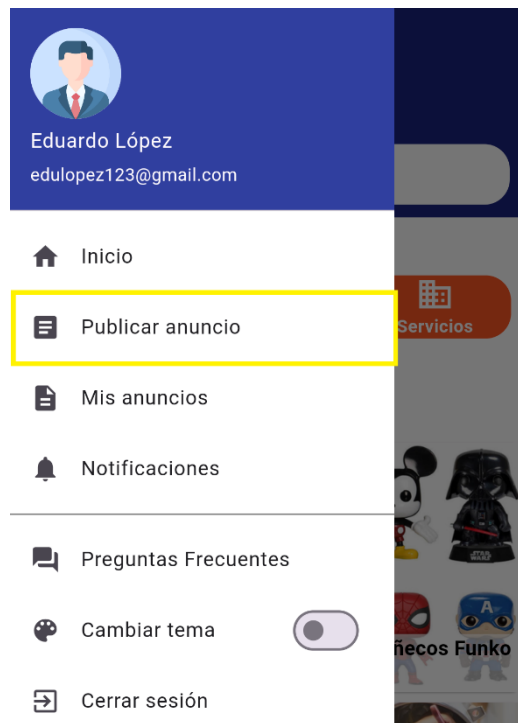 Eduardo López
edulopez123@gmail.com
Inicio
Publicar anuncio
Servicios
Mis anuncios
Notificaciones
Preguntas Frecuentes
Cambiar tema
ñecos Funko
Cerrar sesión